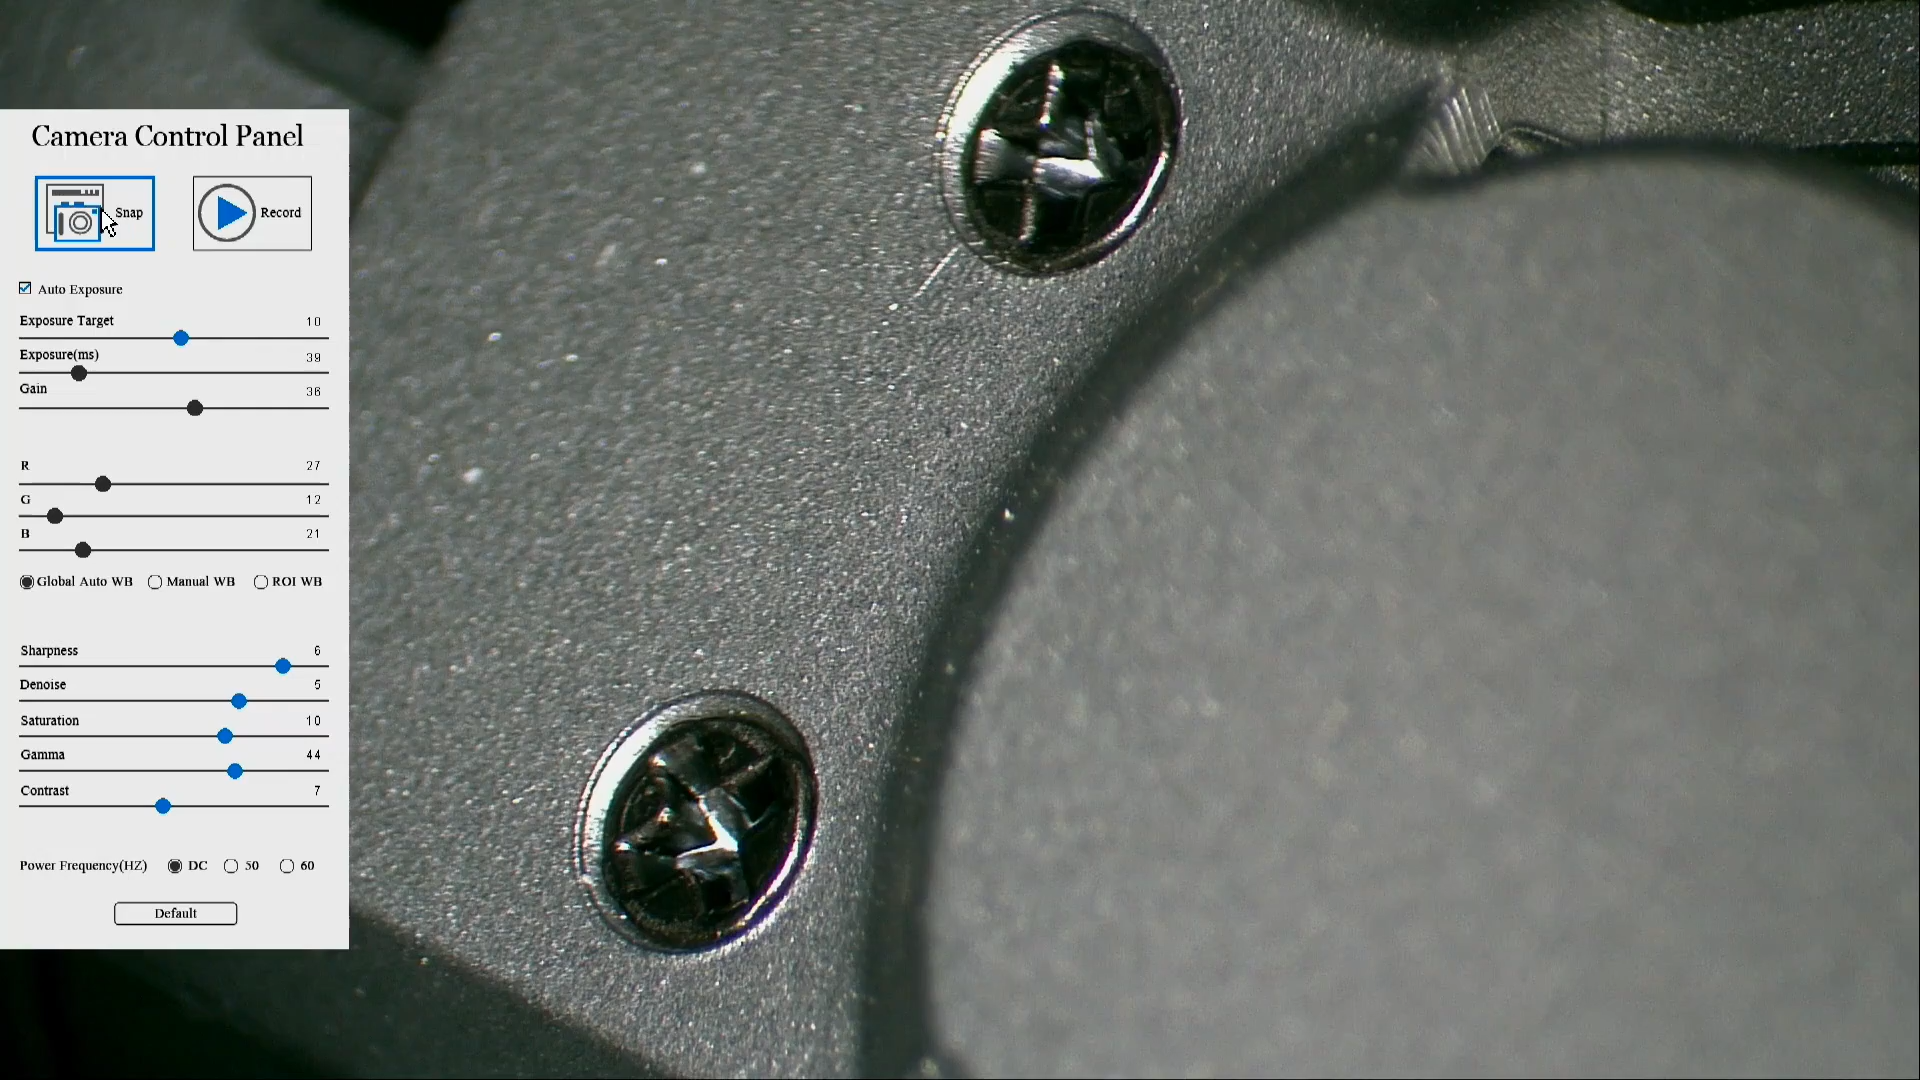 Camera Control Panel
Snap Record
Auto Exposure
Exposure Target 10
Exposure(ms) 39
Gain 36
R 27
G 12
B 21
Global Auto WB Manual WB ROI WB
Sharpness 6
Denoise 5
Saturation 10
Gamma 44
Contrast 7
Power Frequency(HZ) DC 50 60
Default